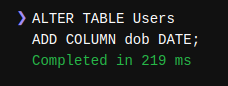 ❯ ALTER TABLE Users
ADD COLUMN dob DATE;
Completed in 219 ms